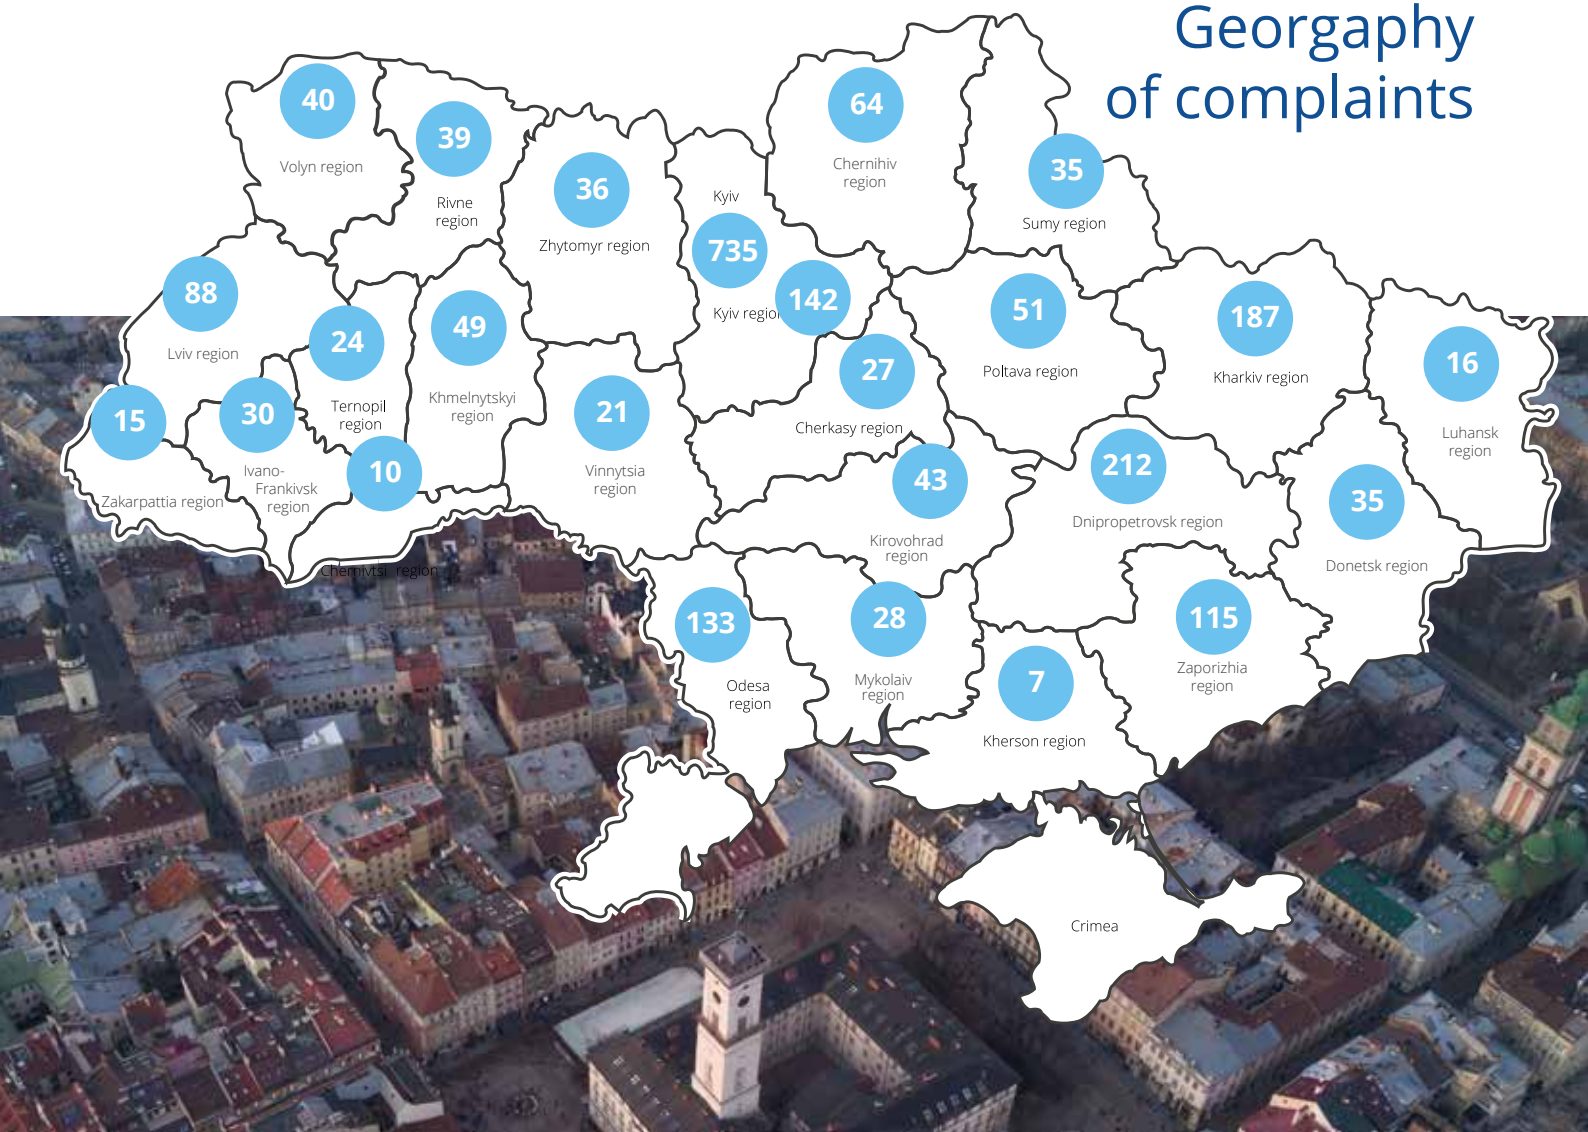 Georgaphy
of complaints
40
Volyn region
39
Rivne
region
36
Zhytomyr region
Kyiv
735
142
Kyiv region
64
Chernihiv
region
35
Sumy region
88
Lviv region
24
Ternopil
region
49
Khmelnytskyi
region
15
Zakarpattia region
30
Ivano-
Frankivsk
region
10
Chernivtsi region
21
Vinnytsia
region
27
Cherkasy region
51
Poltava region
187
Kharkiv region
16
Luhansk
region
43
Kirovohrad
region
212
Dnipropetrovsk region
35
Donetsk region
133
Odesa
region
28
Mykolaiv
region
7
Kherson region
115
Zaporizhia
region
Crimea